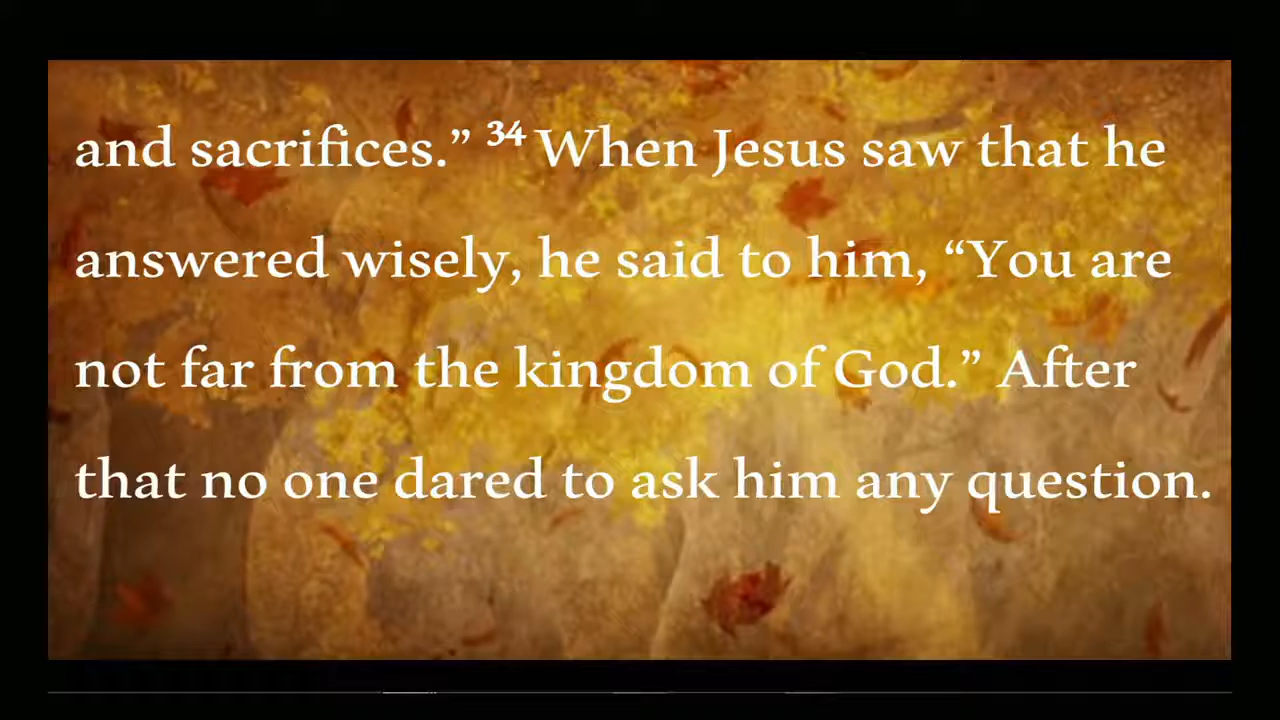 and sacrifices.” ³⁴ When Jesus saw that he
answered wisely, he said to him, “You are
not far from the kingdom of God.” After
that no one dared to ask him any question.